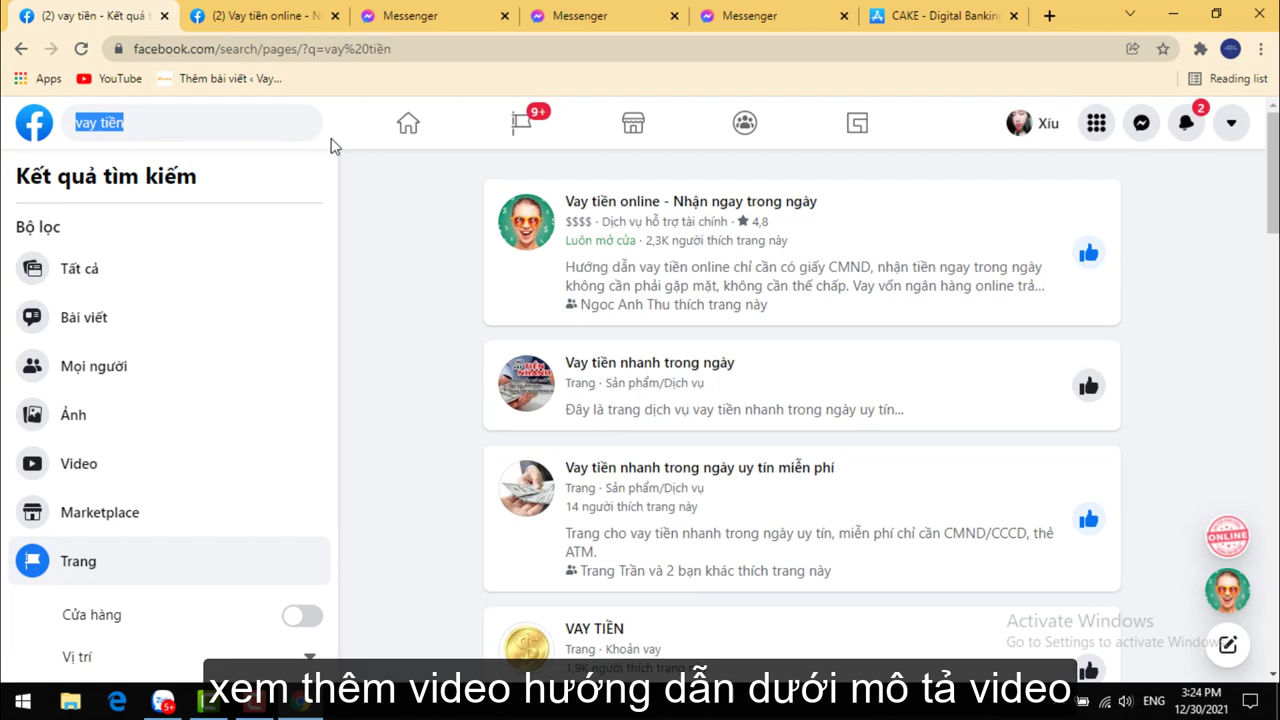 (2) vay tiền - Kết quả t
(2) Vay tiền online - Nh
Messenger
Messenger
Messenger
CAKE - Digital Banking
facebook.com/search/pages/?q=vay%20tiền
Apps
YouTube
Thêm bài viết ‹ Vay...
Reading list
vay tiền
9+
Xíu
2
Kết quả tìm kiếm
Bộ lọc
Tất cả
Bài viết
Mọi người
Ảnh
Video
Marketplace
Trang
Cửa hàng
Vị trí
Vay tiền online - Nhận ngay trong ngày
$$$$ · Dịch vụ hỗ trợ tài chính · ★ 4,8
Luôn mở cửa · 2,3K người thích trang này
Hướng dẫn vay tiền online chỉ cần có giấy CMND, nhận tiền ngay trong ngày
không cần phải gặp mặt, không cần thế chấp. Vay vốn ngân hàng online trả...
Ngoc Anh Thu thích trang này
Vay tiền nhanh trong ngày
Trang · Sản phẩm/Dịch vụ
Đây là trang dịch vụ vay tiền nhanh trong ngày uy tín...
Vay tiền nhanh trong ngày uy tín miễn phí
Trang · Sản phẩm/Dịch vụ
14 người thích trang này
Trang cho vay tiền nhanh trong ngày uy tín, miễn phí chỉ cần CMND/CCCD, thẻ
ATM.
Trang Trần và 2 bạn khác thích trang này
VAY TIỀN
Trang · Khoản vay
ONLINE
Activate Windows
Go to Settings to activate Windows
xem thêm video hướng dẫn dưới mô tả video
5+
ENG
3:24 PM
12/30/2021